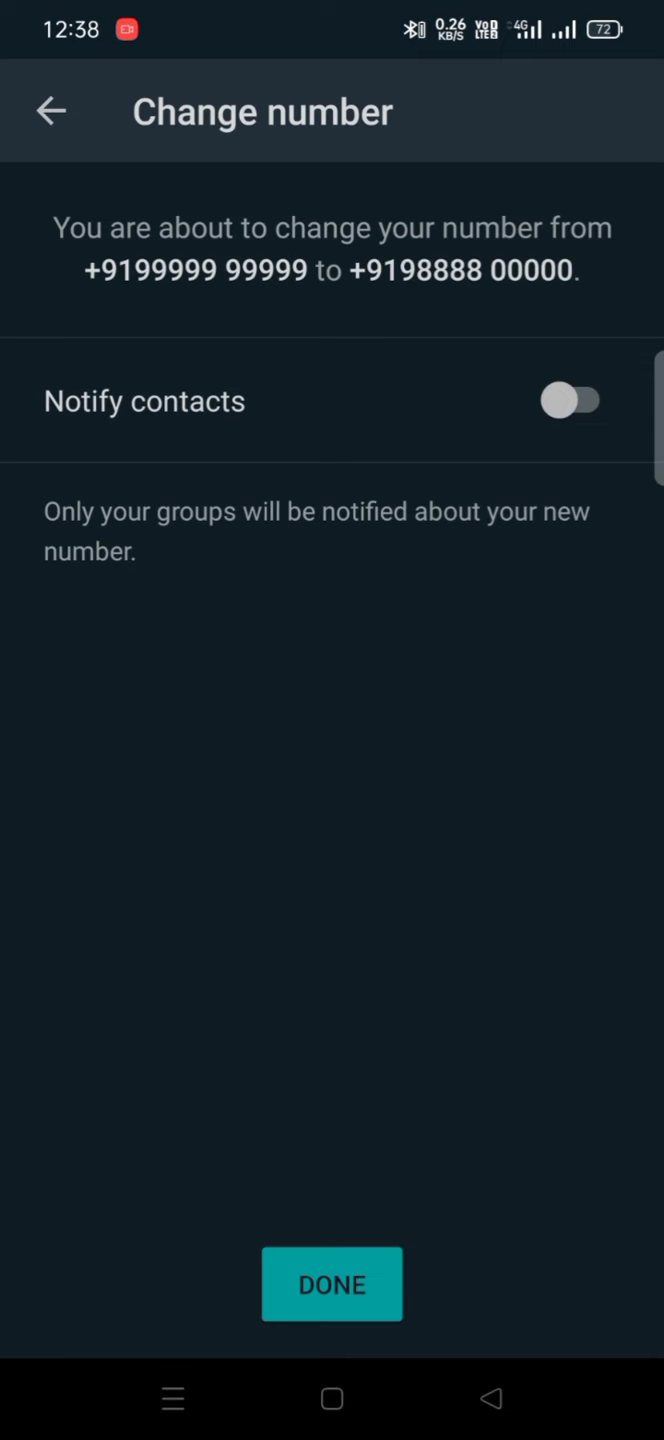 12:38 0.26 KB/S VoD LTE2 4G 72
Change number
You are about to change your number from
+9199999 99999 to +9198888 00000.
Notify contacts
Only your groups will be notified about your new
number.
DONE